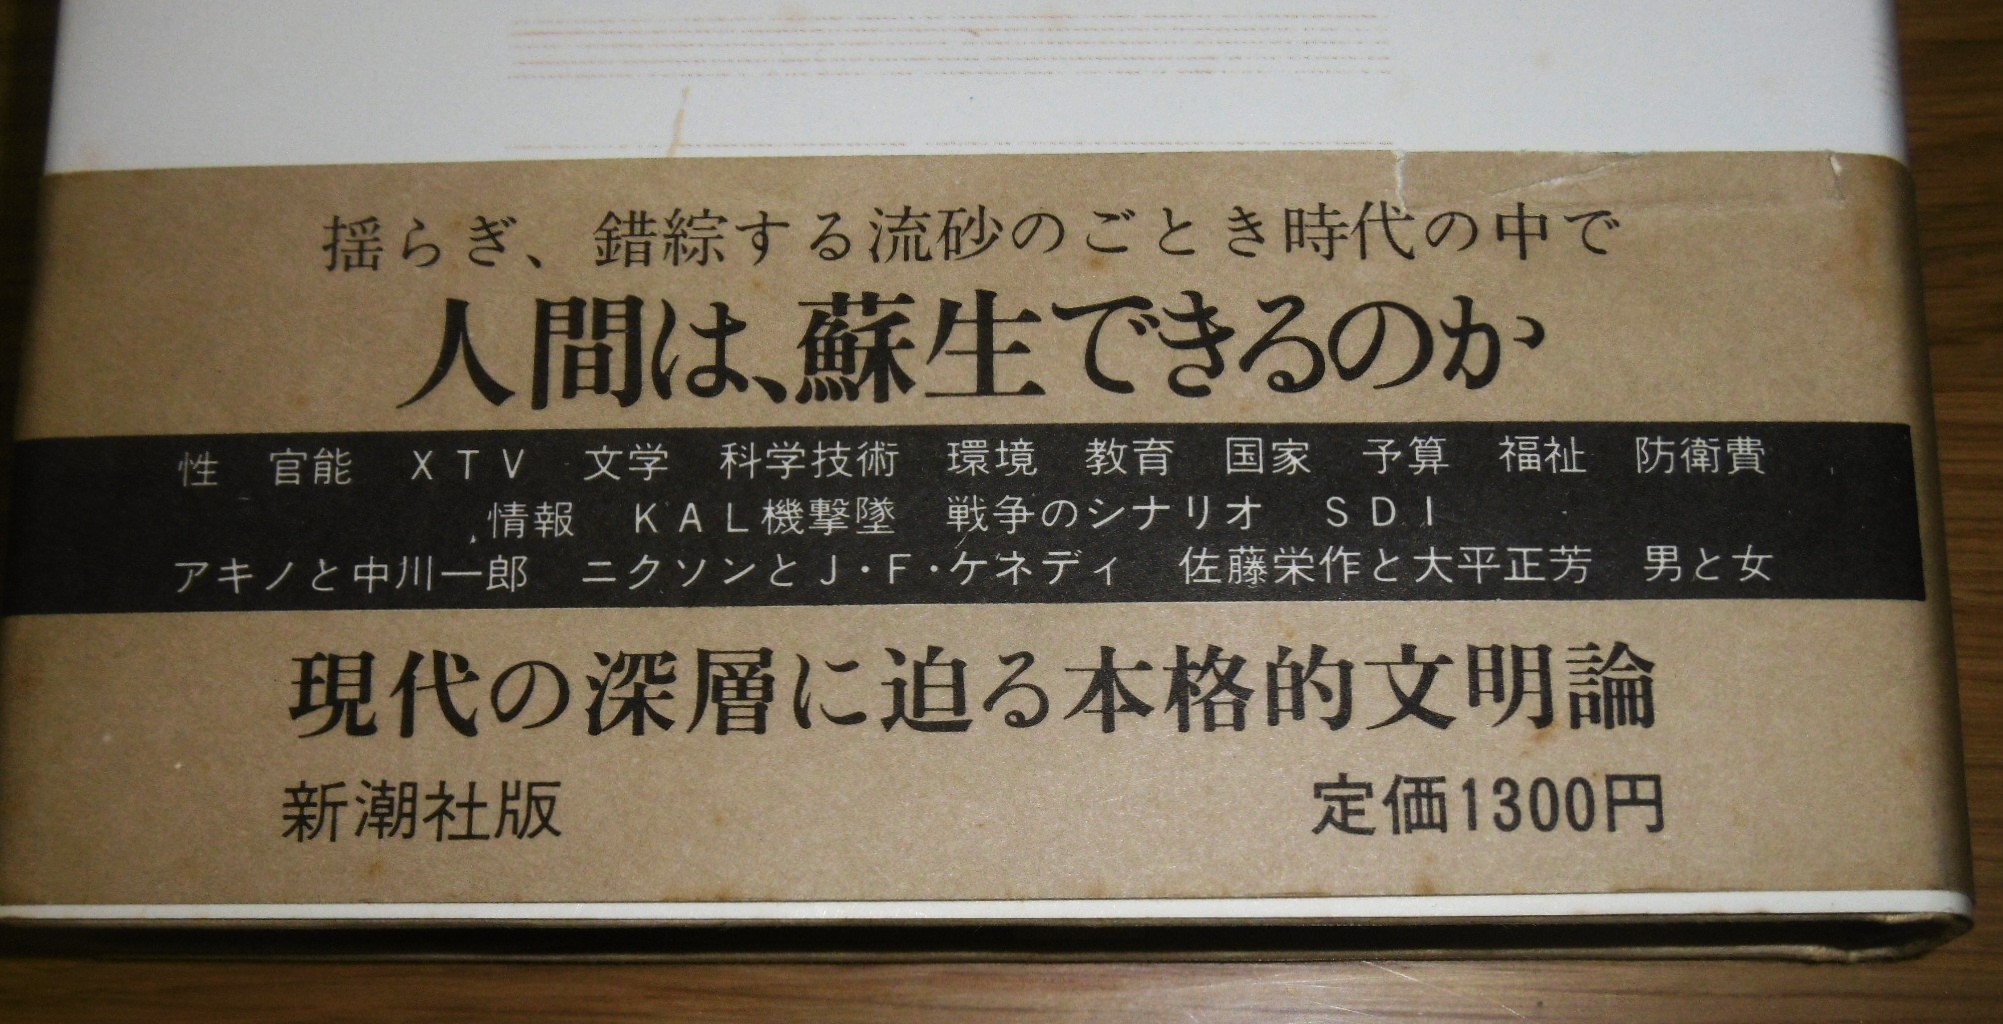 揺らぎ、錯綜する流砂のごとき時代の中で
人間は、蘇生できるのか
性　官能　XTV　文学　科学技術　環境　教育　国家　予算　福祉　防衛費
情報　KAL機撃墜　戦争のシナリオ　SDI
アキノと中川一郎　ニクソンとJ・F・ケネディ　佐藤栄作と大平正芳　男と女
現代の深層に迫る本格的文明論
新潮社版　定価1300円